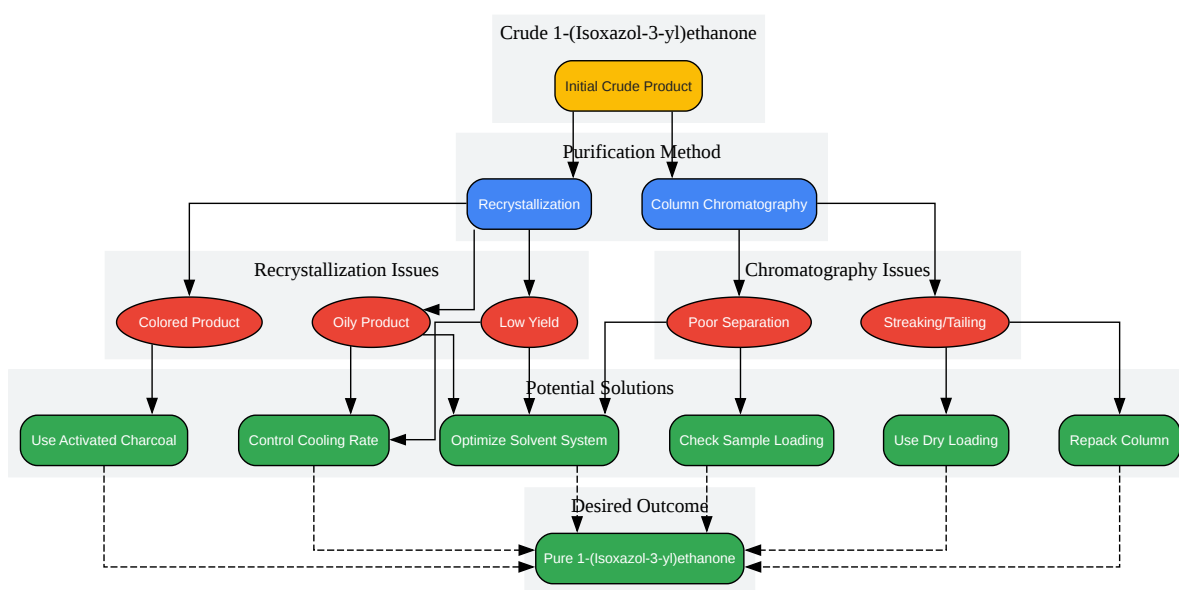 Crude 1-(Isoxazol-3-yl)ethanone
Initial Crude Product
Purification Method
Recrystallization
Column Chromatography
Recrystallization Issues
Chromatography Issues
Colored Product
Oily Product
Low Yield
Poor Separation
Streaking/Tailing
Potential Solutions
Use Activated Charcoal
Control Cooling Rate
Optimize Solvent System
Check Sample Loading
Use Dry Loading
Repack Column
Desired Outcome
Pure 1-(Isoxazol-3-yl)ethanone